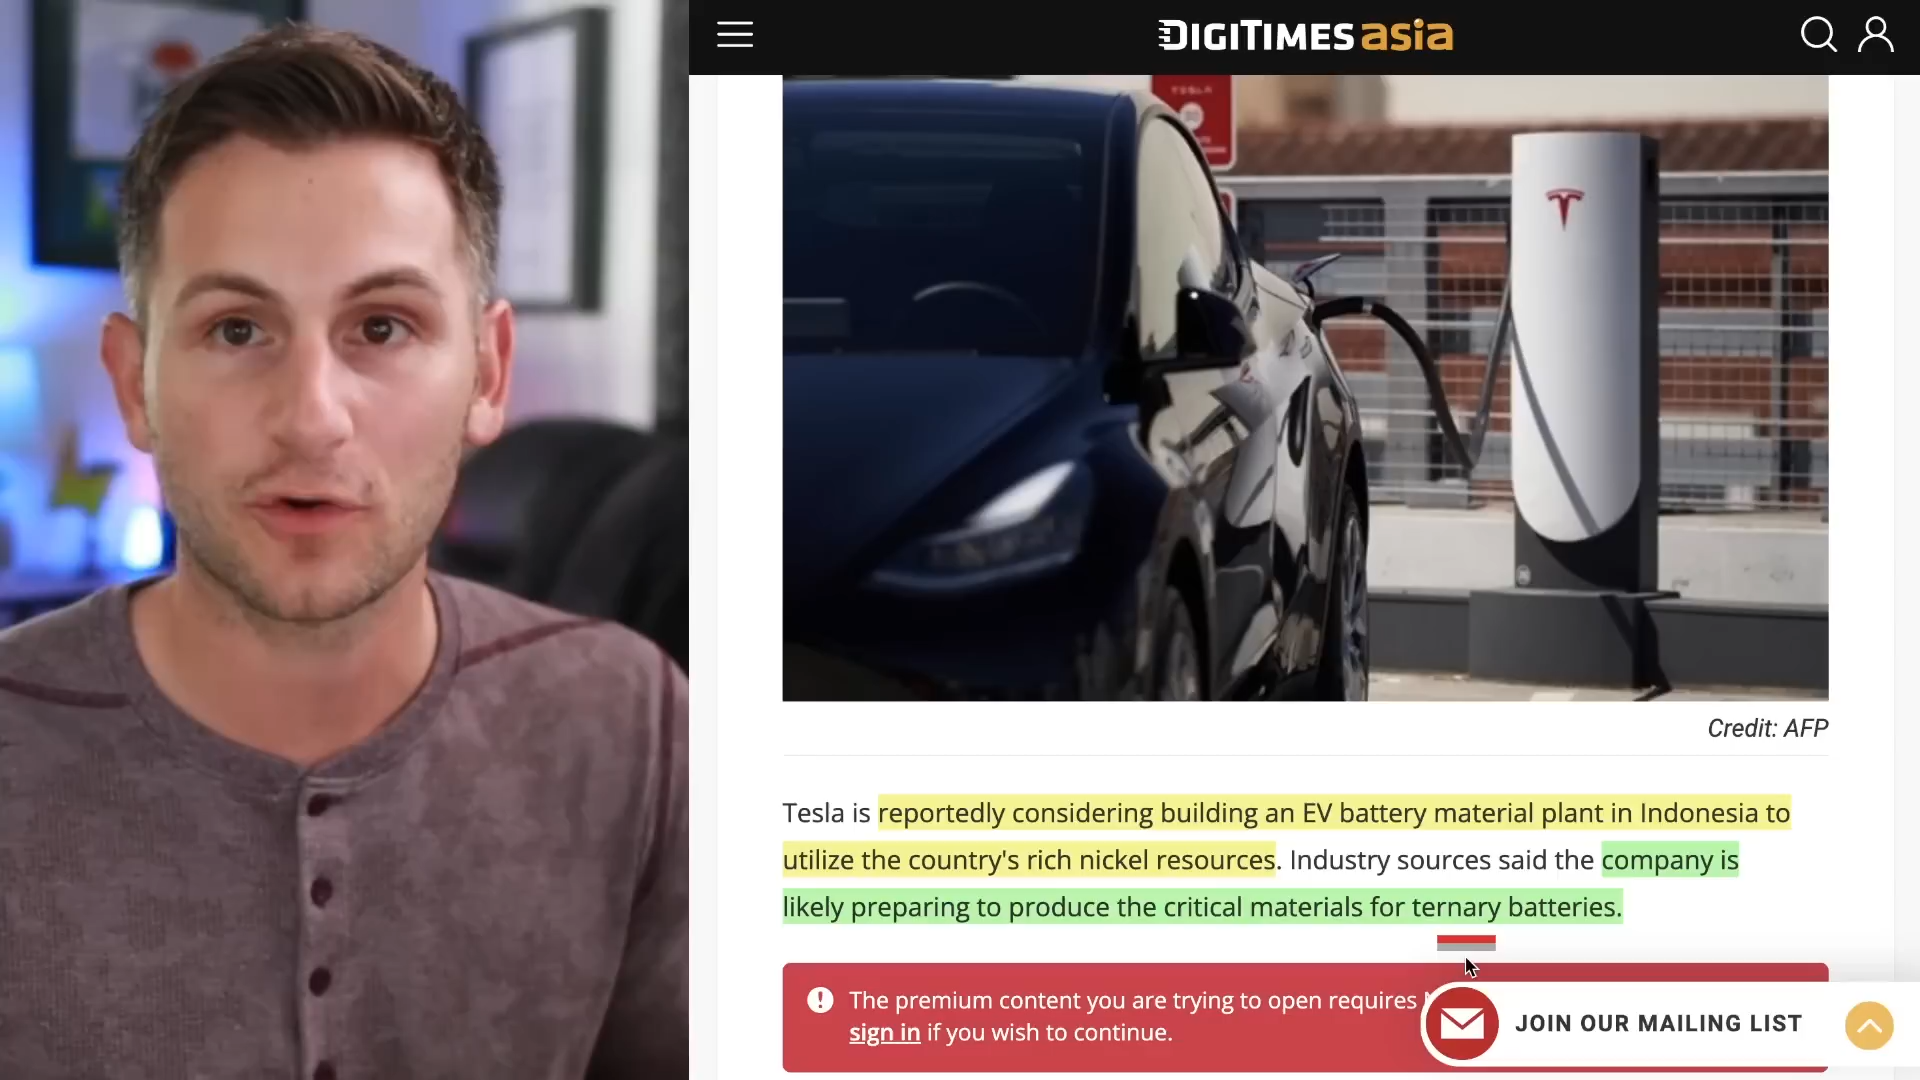 DIGITIMES asia
TESLA
Credit: AFP
Tesla is reportedly considering building an EV battery material plant in Indonesia to
utilize the country's rich nickel resources. Industry sources said the company is
likely preparing to produce the critical materials for ternary batteries.
The premium content you are trying to open requires
sign in if you wish to continue.
JOIN OUR MAILING LIST